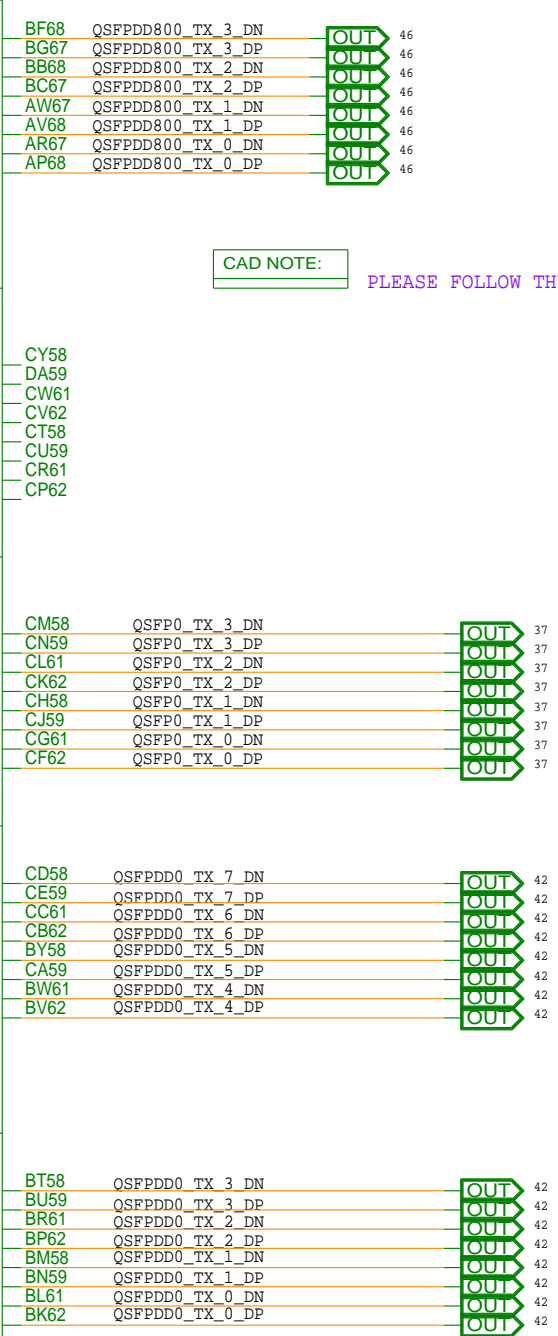 BF68 QSFPDD800_TX_3_DN OUT 46
BG67 QSFPDD800_TX_3_DP OUT 46
BB68 QSFPDD800_TX_2_DN OUT 46
BC67 QSFPDD800_TX_2_DP OUT 46
AW67 QSFPDD800_TX_1_DN OUT 46
AV68 QSFPDD800_TX_1_DP OUT 46
AR67 QSFPDD800_TX_0_DN OUT 46
AP68 QSFPDD800_TX_0_DP OUT 46
CAD NOTE:
PLEASE FOLLOW TH
CY58
DA59
CW61
CV62
CT58
CU59
CR61
CP62
CM58 QSFP0_TX_3_DN OUT 37
CN59 QSFP0_TX_3_DP OUT 37
CL61 QSFP0_TX_2_DN OUT 37
CK62 QSFP0_TX_2_DP OUT 37
CH58 QSFP0_TX_1_DN OUT 37
CJ59 QSFP0_TX_1_DP OUT 37
CG61 QSFP0_TX_0_DN OUT 37
CF62 QSFP0_TX_0_DP OUT 37
CD58 QSFPDD0_TX_7_DN OUT 42
CE59 QSFPDD0_TX_7_DP OUT 42
CC61 QSFPDD0_TX_6_DN OUT 42
CB62 QSFPDD0_TX_6_DP OUT 42
BY58 QSFPDD0_TX_5_DN OUT 42
CA59 QSFPDD0_TX_5_DP OUT 42
BW61 QSFPDD0_TX_4_DN OUT 42
BV62 QSFPDD0_TX_4_DP OUT 42
BT58 QSFPDD0_TX_3_DN OUT 42
BU59 QSFPDD0_TX_3_DP OUT 42
BR61 QSFPDD0_TX_2_DN OUT 42
BP62 QSFPDD0_TX_2_DP OUT 42
BM58 QSFPDD0_TX_1_DN OUT 42
BN59 QSFPDD0_TX_1_DP OUT 42
BL61 QSFPDD0_TX_0_DN OUT 42
BK62 QSFPDD0_TX_0_DP OUT 42